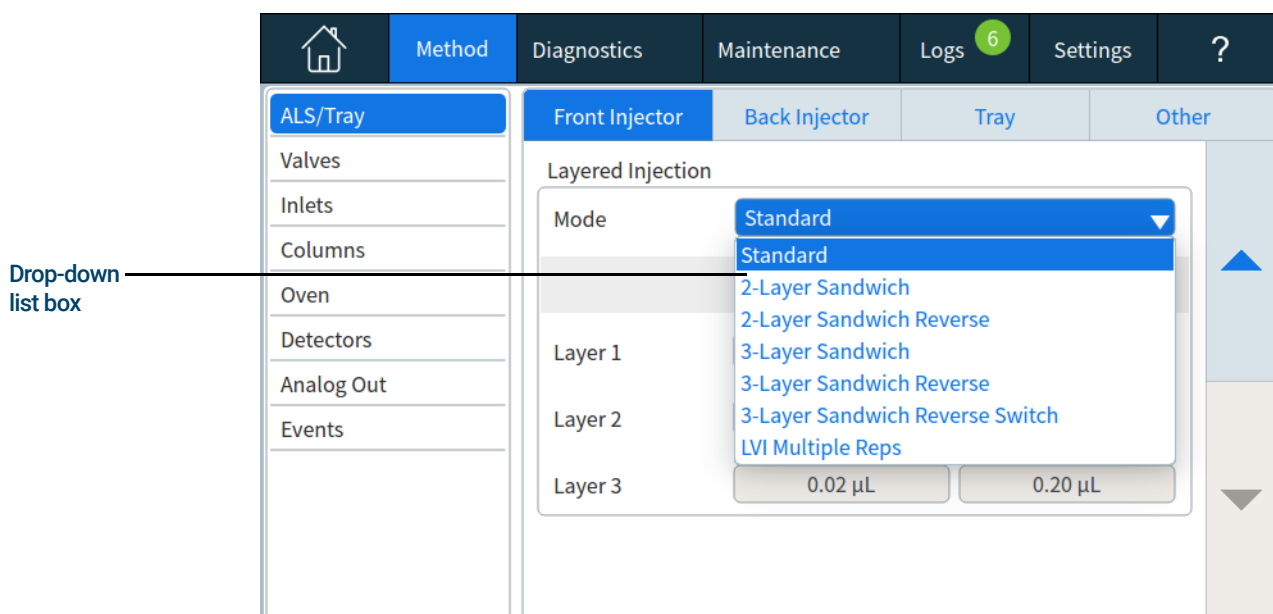 Method Diagnostics Maintenance Logs 6 Settings ?
ALS/Tray
Valves
Inlets
Columns
Oven
Detectors
Analog Out
Events
Drop-down
list box
Front Injector Back Injector Tray Other
Layered Injection
Mode Standard
Standard
2-Layer Sandwich
2-Layer Sandwich Reverse
3-Layer Sandwich
3-Layer Sandwich Reverse
3-Layer Sandwich Reverse Switch
LVI Multiple Reps
Layer 1
Layer 2
Layer 3 0.02 µL 0.20 µL